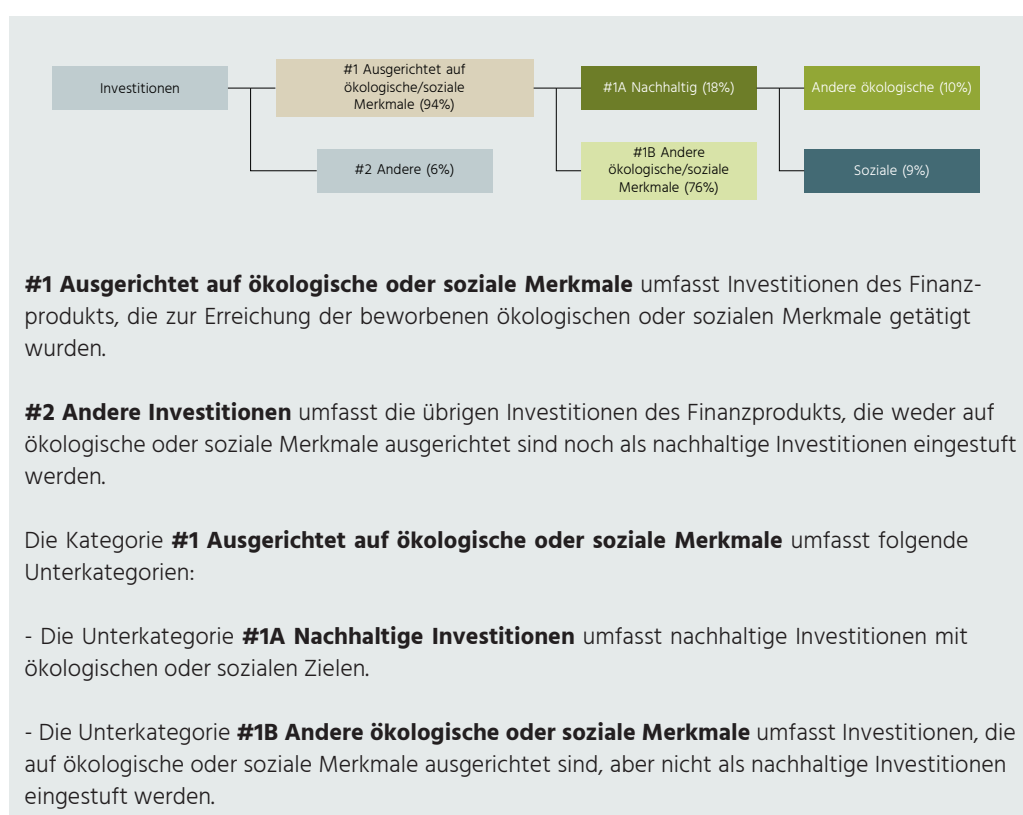 Investitionen
#1 Ausgerichtet auf
ökologische/soziale
Merkmale (94%)
#1A Nachhaltig (18%)
Andere ökologische (10%)
#2 Andere (6%)
#1B Andere
ökologische/soziale
Merkmale (76%)
Soziale (9%)
#1 Ausgerichtet auf ökologische oder soziale Merkmale umfasst Investitionen des Finanz-
produkts, die zur Erreichung der beworbenen ökologischen oder sozialen Merkmale getätigt
wurden.
#2 Andere Investitionen umfasst die übrigen Investitionen des Finanzprodukts, die weder auf
ökologische oder soziale Merkmale ausgerichtet sind noch als nachhaltige Investitionen eingestuft
werden.
Die Kategorie #1 Ausgerichtet auf ökologische oder soziale Merkmale umfasst folgende
Unterkategorien:
- Die Unterkategorie #1A Nachhaltige Investitionen umfasst nachhaltige Investitionen mit
ökologischen oder sozialen Zielen.
- Die Unterkategorie #1B Andere ökologische oder soziale Merkmale umfasst Investitionen, die
auf ökologische oder soziale Merkmale ausgerichtet sind, aber nicht als nachhaltige Investitionen
eingestuft werden.